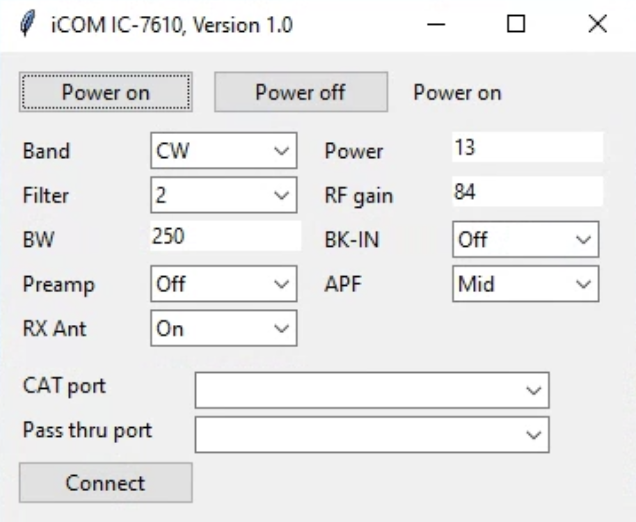 iCOM IC-7610, Version 1.0
Power on Power off Power on
Band CW Power 13
Filter 2 RF gain 84
BW 250 BK-IN Off
Preamp Off APF Mid
RX Ant On
CAT port
Pass thru port
Connect